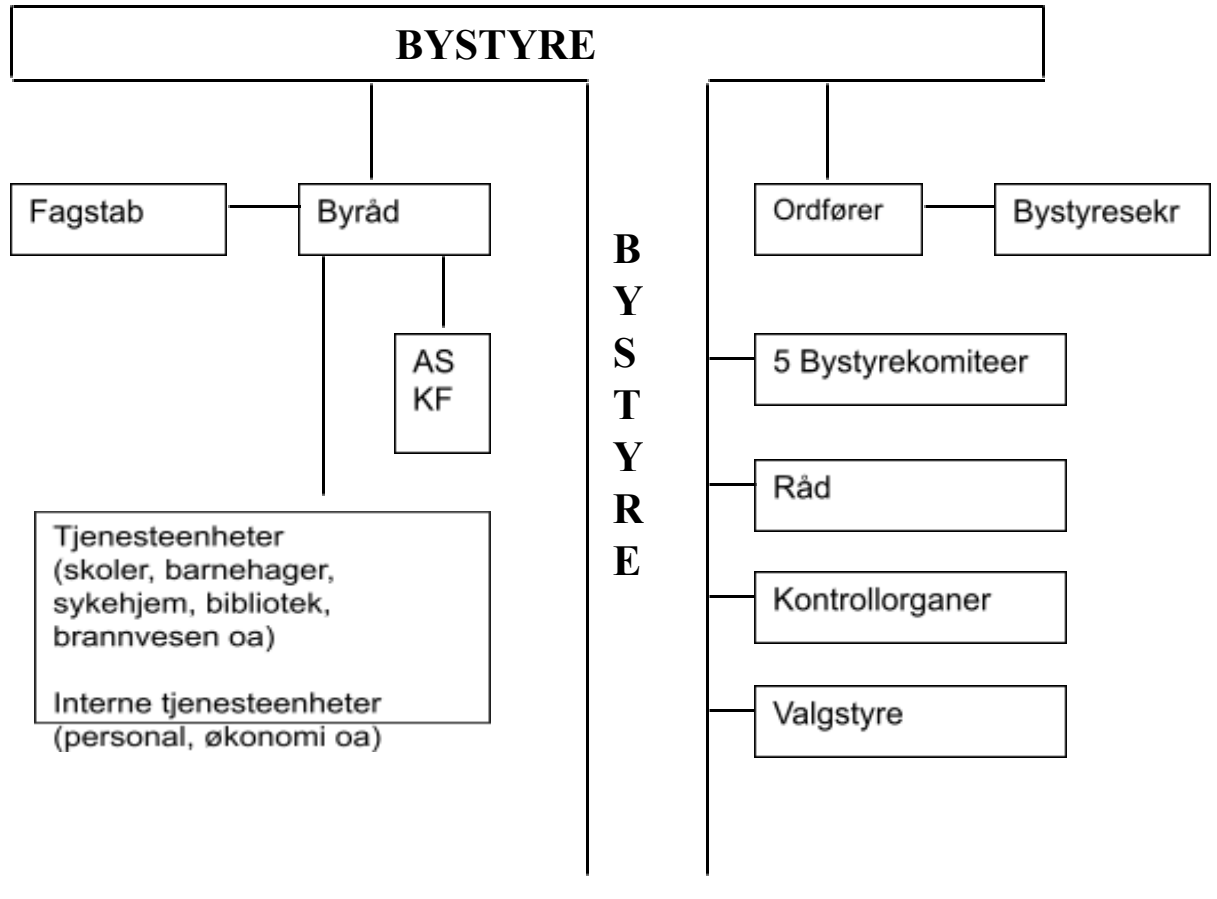 BYSTYRE
Fagstab
Byråd
AS
KF
Tjenesteenheter
(skoler, barnehager,
sykehjem, bibliotek,
brannvesen oa)
Interne tjenesteenheter
(personal, økonomi oa)
B
Y
S
T
Y
R
E
Ordfører
Bystyresekr
5 Bystyrekomiteer
Råd
Kontrollorganer
Valgstyre